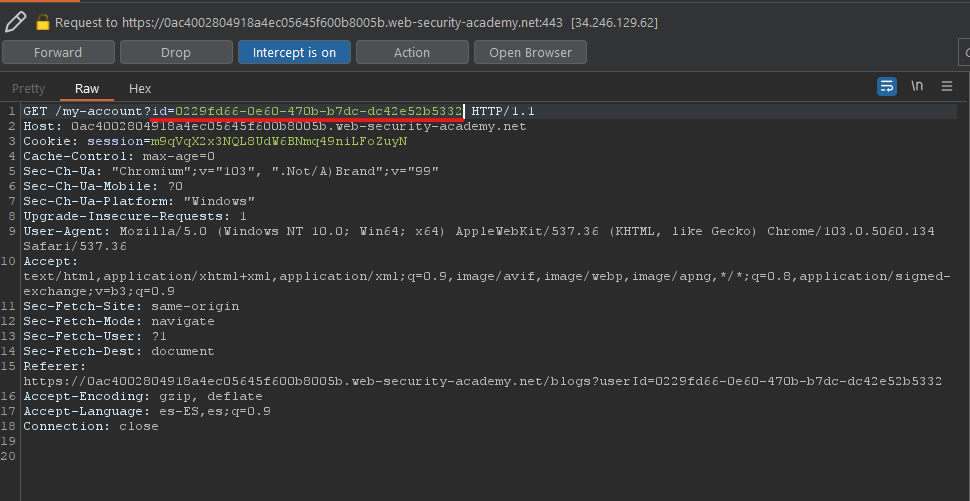 Request to https://0ac4002804918a4ec05645f600b8005b.web-security-academy.net:443 [34.246.129.62]
Forward Drop Intercept is on Action Open Browser
Pretty Raw Hex \n
1 GET /my-account?id=0229fd66-0e60-470b-b7dc-dc42e52b5332 HTTP/1.1
2 Host: 0ac4002804918a4ec05645f600b8005b.web-security-academy.net
3 Cookie: session=m9qVqX2x3NQL8UdW6BNmq49niLFoZuyN
4 Cache-Control: max-age=0
5 Sec-Ch-Ua: "Chromium";v="103", ".Not/A)Brand";v="99"
6 Sec-Ch-Ua-Mobile: ?0
7 Sec-Ch-Ua-Platform: "Windows"
8 Upgrade-Insecure-Requests: 1
9 User-Agent: Mozilla/5.0 (Windows NT 10.0; Win64; x64) AppleWebKit/537.36 (KHTML, like Gecko) Chrome/103.0.5060.134
Safari/537.36
10 Accept:
text/html,application/xhtml+xml,application/xml;q=0.9,image/avif,image/webp,image/apng,*/*;q=0.8,application/signed-
exchange;v=b3;q=0.9
11 Sec-Fetch-Site: same-origin
12 Sec-Fetch-Mode: navigate
13 Sec-Fetch-User: ?1
14 Sec-Fetch-Dest: document
15 Referer:
https://0ac4002804918a4ec05645f600b8005b.web-security-academy.net/blogs?userId=0229fd66-0e60-470b-b7dc-dc42e52b5332
16 Accept-Encoding: gzip, deflate
17 Accept-Language: es-ES,es;q=0.9
18 Connection: close
19
20